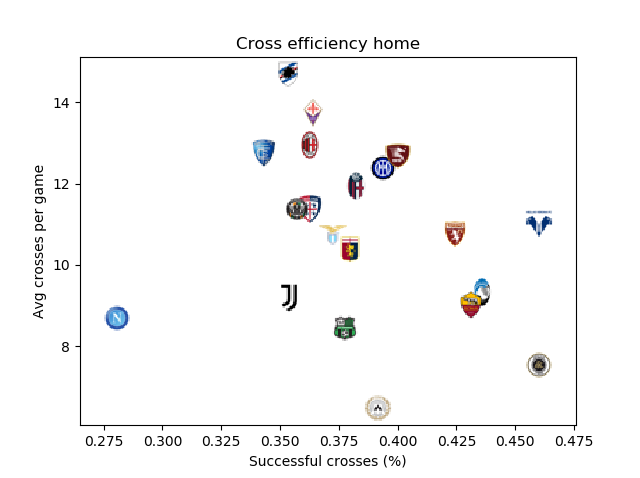 Cross efficiency home
Avg crosses per game
14
12
10
8
0.275 0.300 0.325 0.350 0.375 0.400 0.425 0.450 0.475
Successful crosses (%)